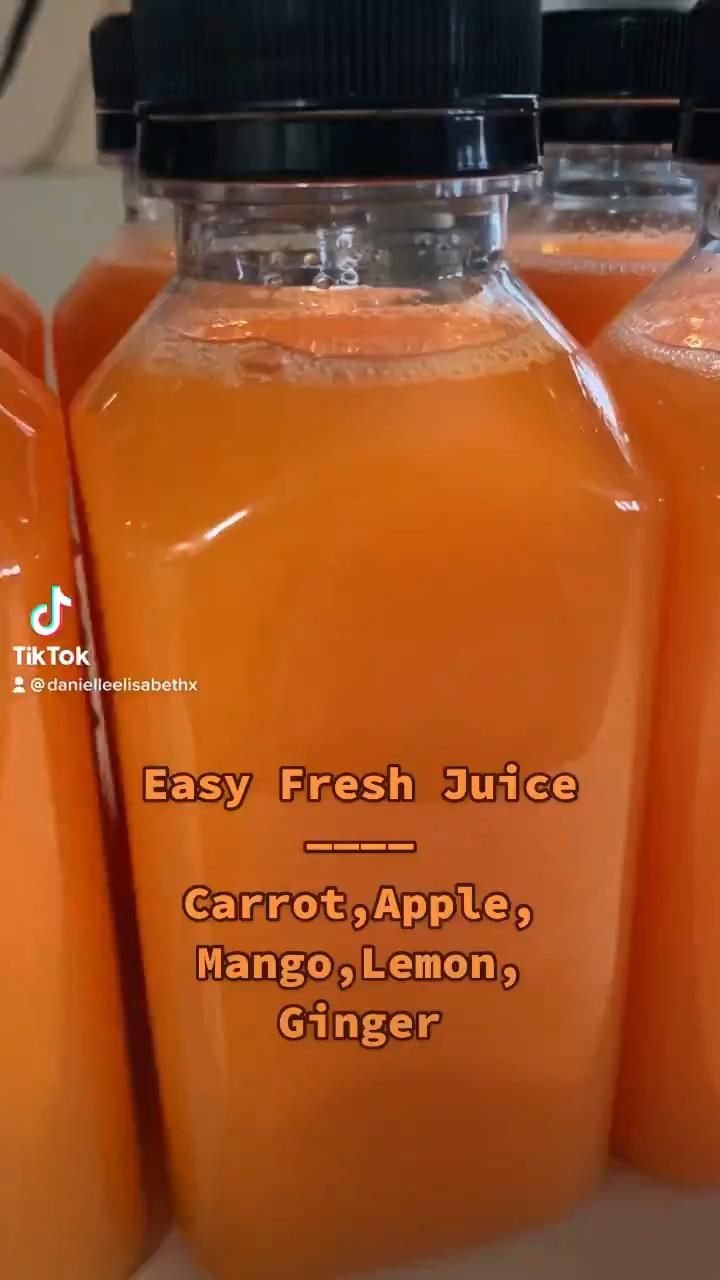 TikTok
@danielleelisabethx
Easy Fresh Juice
————
Carrot,Apple,
Mango,Lemon,
Ginger